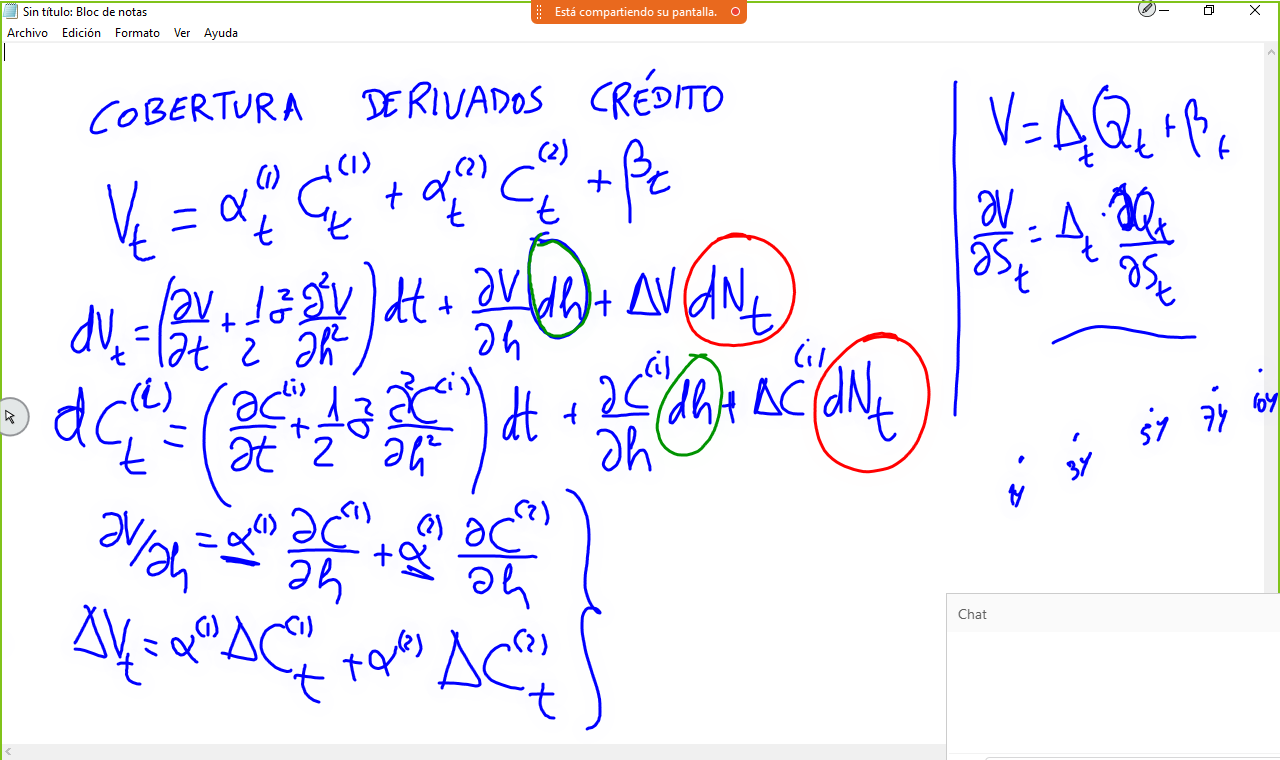 Sin título: Bloc de notas
Está compartiendo su pantalla.
Archivo Edición Formato Ver Ayuda
COBERTURA DERIVADOS CRÉDITO
V_t = α_t^(1) C_t^(1) + α_t^(2) C_t^(2) + β_t
dV_t = (∂V/∂t + 1/2 σ² ∂²V/∂h²) dt + ∂V/∂h dh + ΔV dN_t
dC_t^(i) = (∂C^(i)/∂t + 1/2 σ² ∂²C^(i)/∂h²) dt + ∂C^(i)/∂h dh + ΔC^(i) dN_t
∂V/∂h = α^(1) ∂C^(1)/∂h + α^(2) ∂C^(2)/∂h
ΔV_t = α^(1) ΔC_t^(1) + α^(2) ΔC_t^(2)
V = Δ_t Q_t + β_t
∂V/∂S_t = Δ_t · ∂Q_t/∂S_t
1Y 3Y 5Y 7Y 10Y
Chat